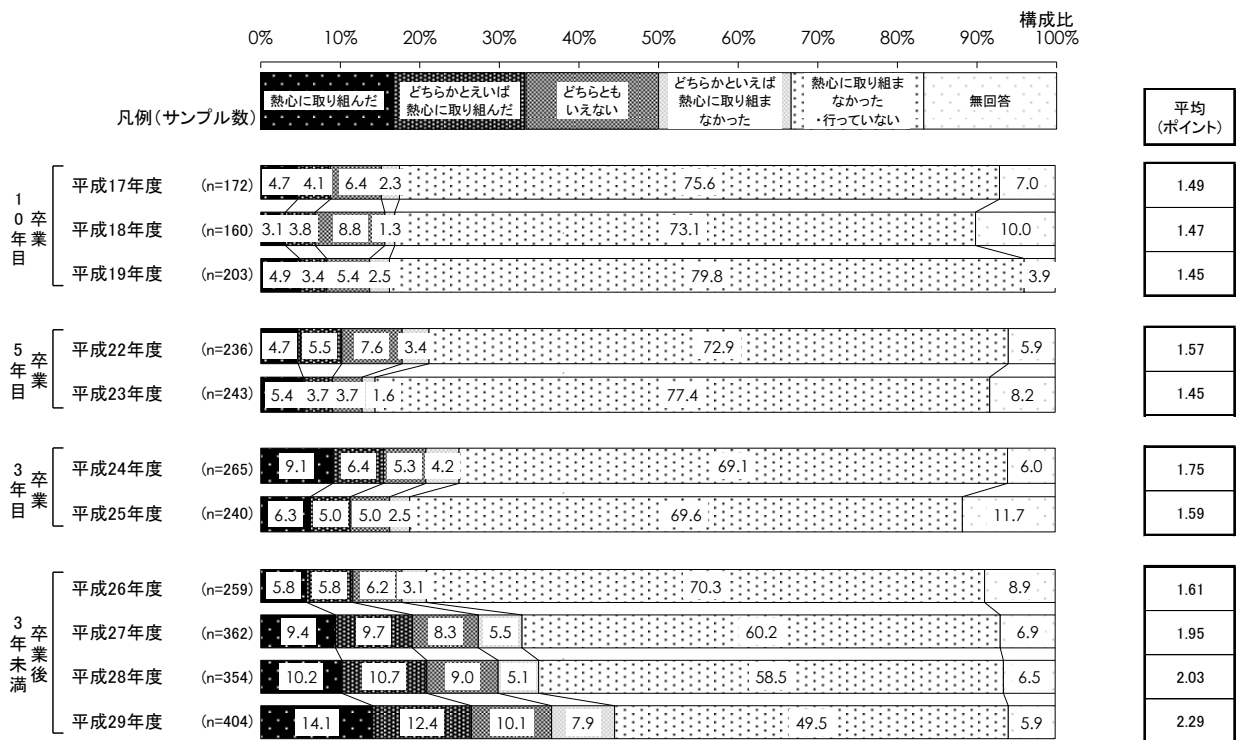 構成比
0% 10% 20% 30% 40% 50% 60% 70% 80% 90% 100%
凡例(サンプル数)
熱心に取り組んだ
どちらかとえいば
熱心に取り組んだ
どちらとも
いえない
どちらかといえば
熱心に取り組ま
なかった
熱心に取り組ま
なかった
・行っていない
無回答
平均
(ポイント)
卒業
10年目
平成17年度 (n=172) 4.7 4.1 6.4 2.3 75.6 7.0 1.49
平成18年度 (n=160) 3.1 3.8 8.8 1.3 73.1 10.0 1.47
平成19年度 (n=203) 4.9 3.4 5.4 2.5 79.8 3.9 1.45
卒業
5年目
平成22年度 (n=236) 4.7 5.5 7.6 3.4 72.9 5.9 1.57
平成23年度 (n=243) 5.4 3.7 3.7 1.6 77.4 8.2 1.45
卒業
3年目
平成24年度 (n=265) 9.1 6.4 5.3 4.2 69.1 6.0 1.75
平成25年度 (n=240) 6.3 5.0 5.0 2.5 69.6 11.7 1.59
卒業後
3年未満
平成26年度 (n=259) 5.8 5.8 6.2 3.1 70.3 8.9 1.61
平成27年度 (n=362) 9.4 9.7 8.3 5.5 60.2 6.9 1.95
平成28年度 (n=354) 10.2 10.7 9.0 5.1 58.5 6.5 2.03
平成29年度 (n=404) 14.1 12.4 10.1 7.9 49.5 5.9 2.29